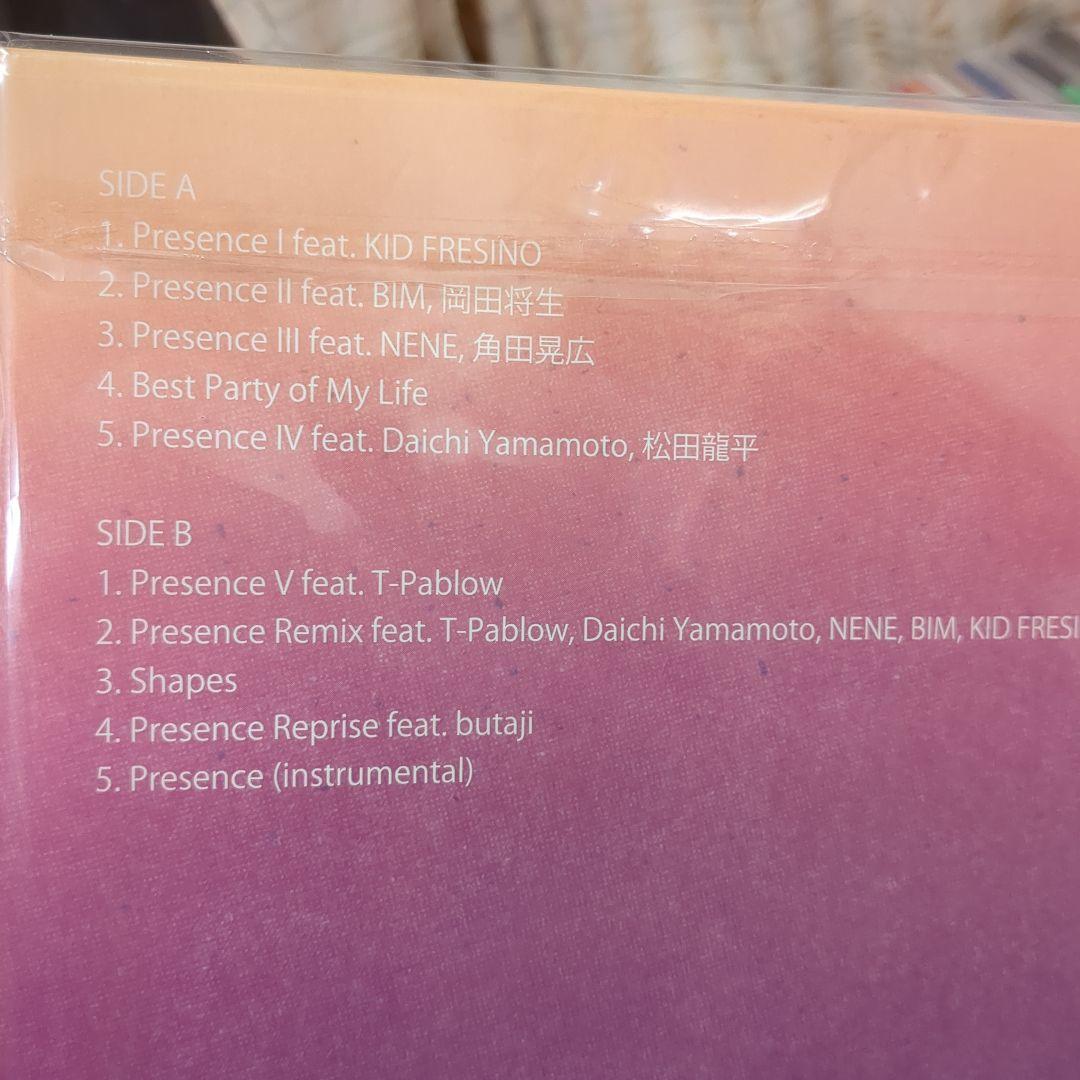 SIDE A
1. Presence I feat. KID FRESINO
2. Presence II feat. BIM, 岡田将生
3. Presence III feat. NENE, 角田晃広
4. Best Party of My Life
5. Presence IV feat. Daichi Yamamoto, 松田龍平
SIDE B
1. Presence V feat. T-Pablow
2. Presence Remix feat. T-Pablow, Daichi Yamamoto, NENE, BIM, KID FRESI
3. Shapes
4. Presence Reprise feat. butaji
5. Presence (instrumental)